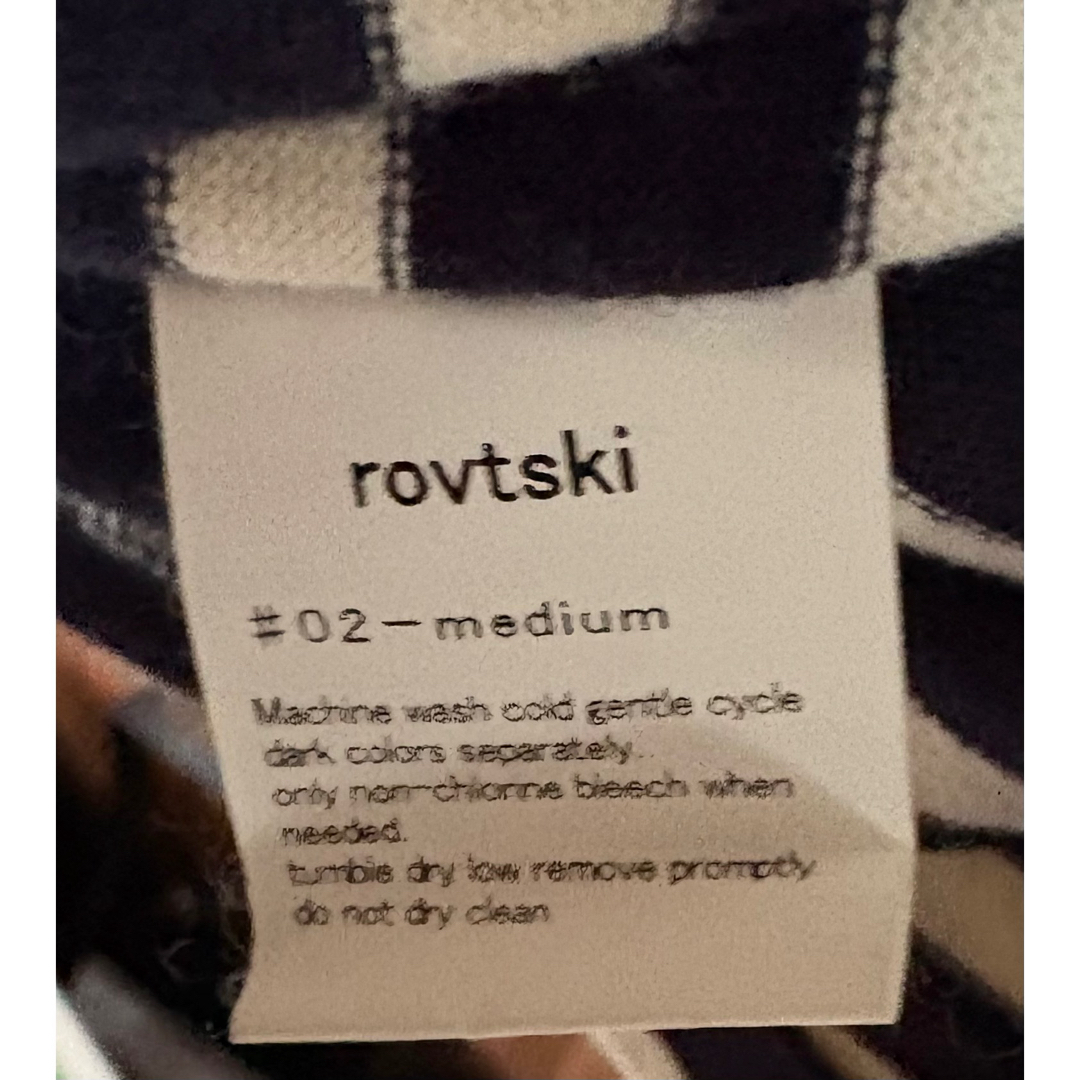 rovtski
#02-medium
Machine wash cold gentle cycle
dark colors separately.
only non-chlorine bleech when
needed.
tumble dry low remove promptly
do not dry clean